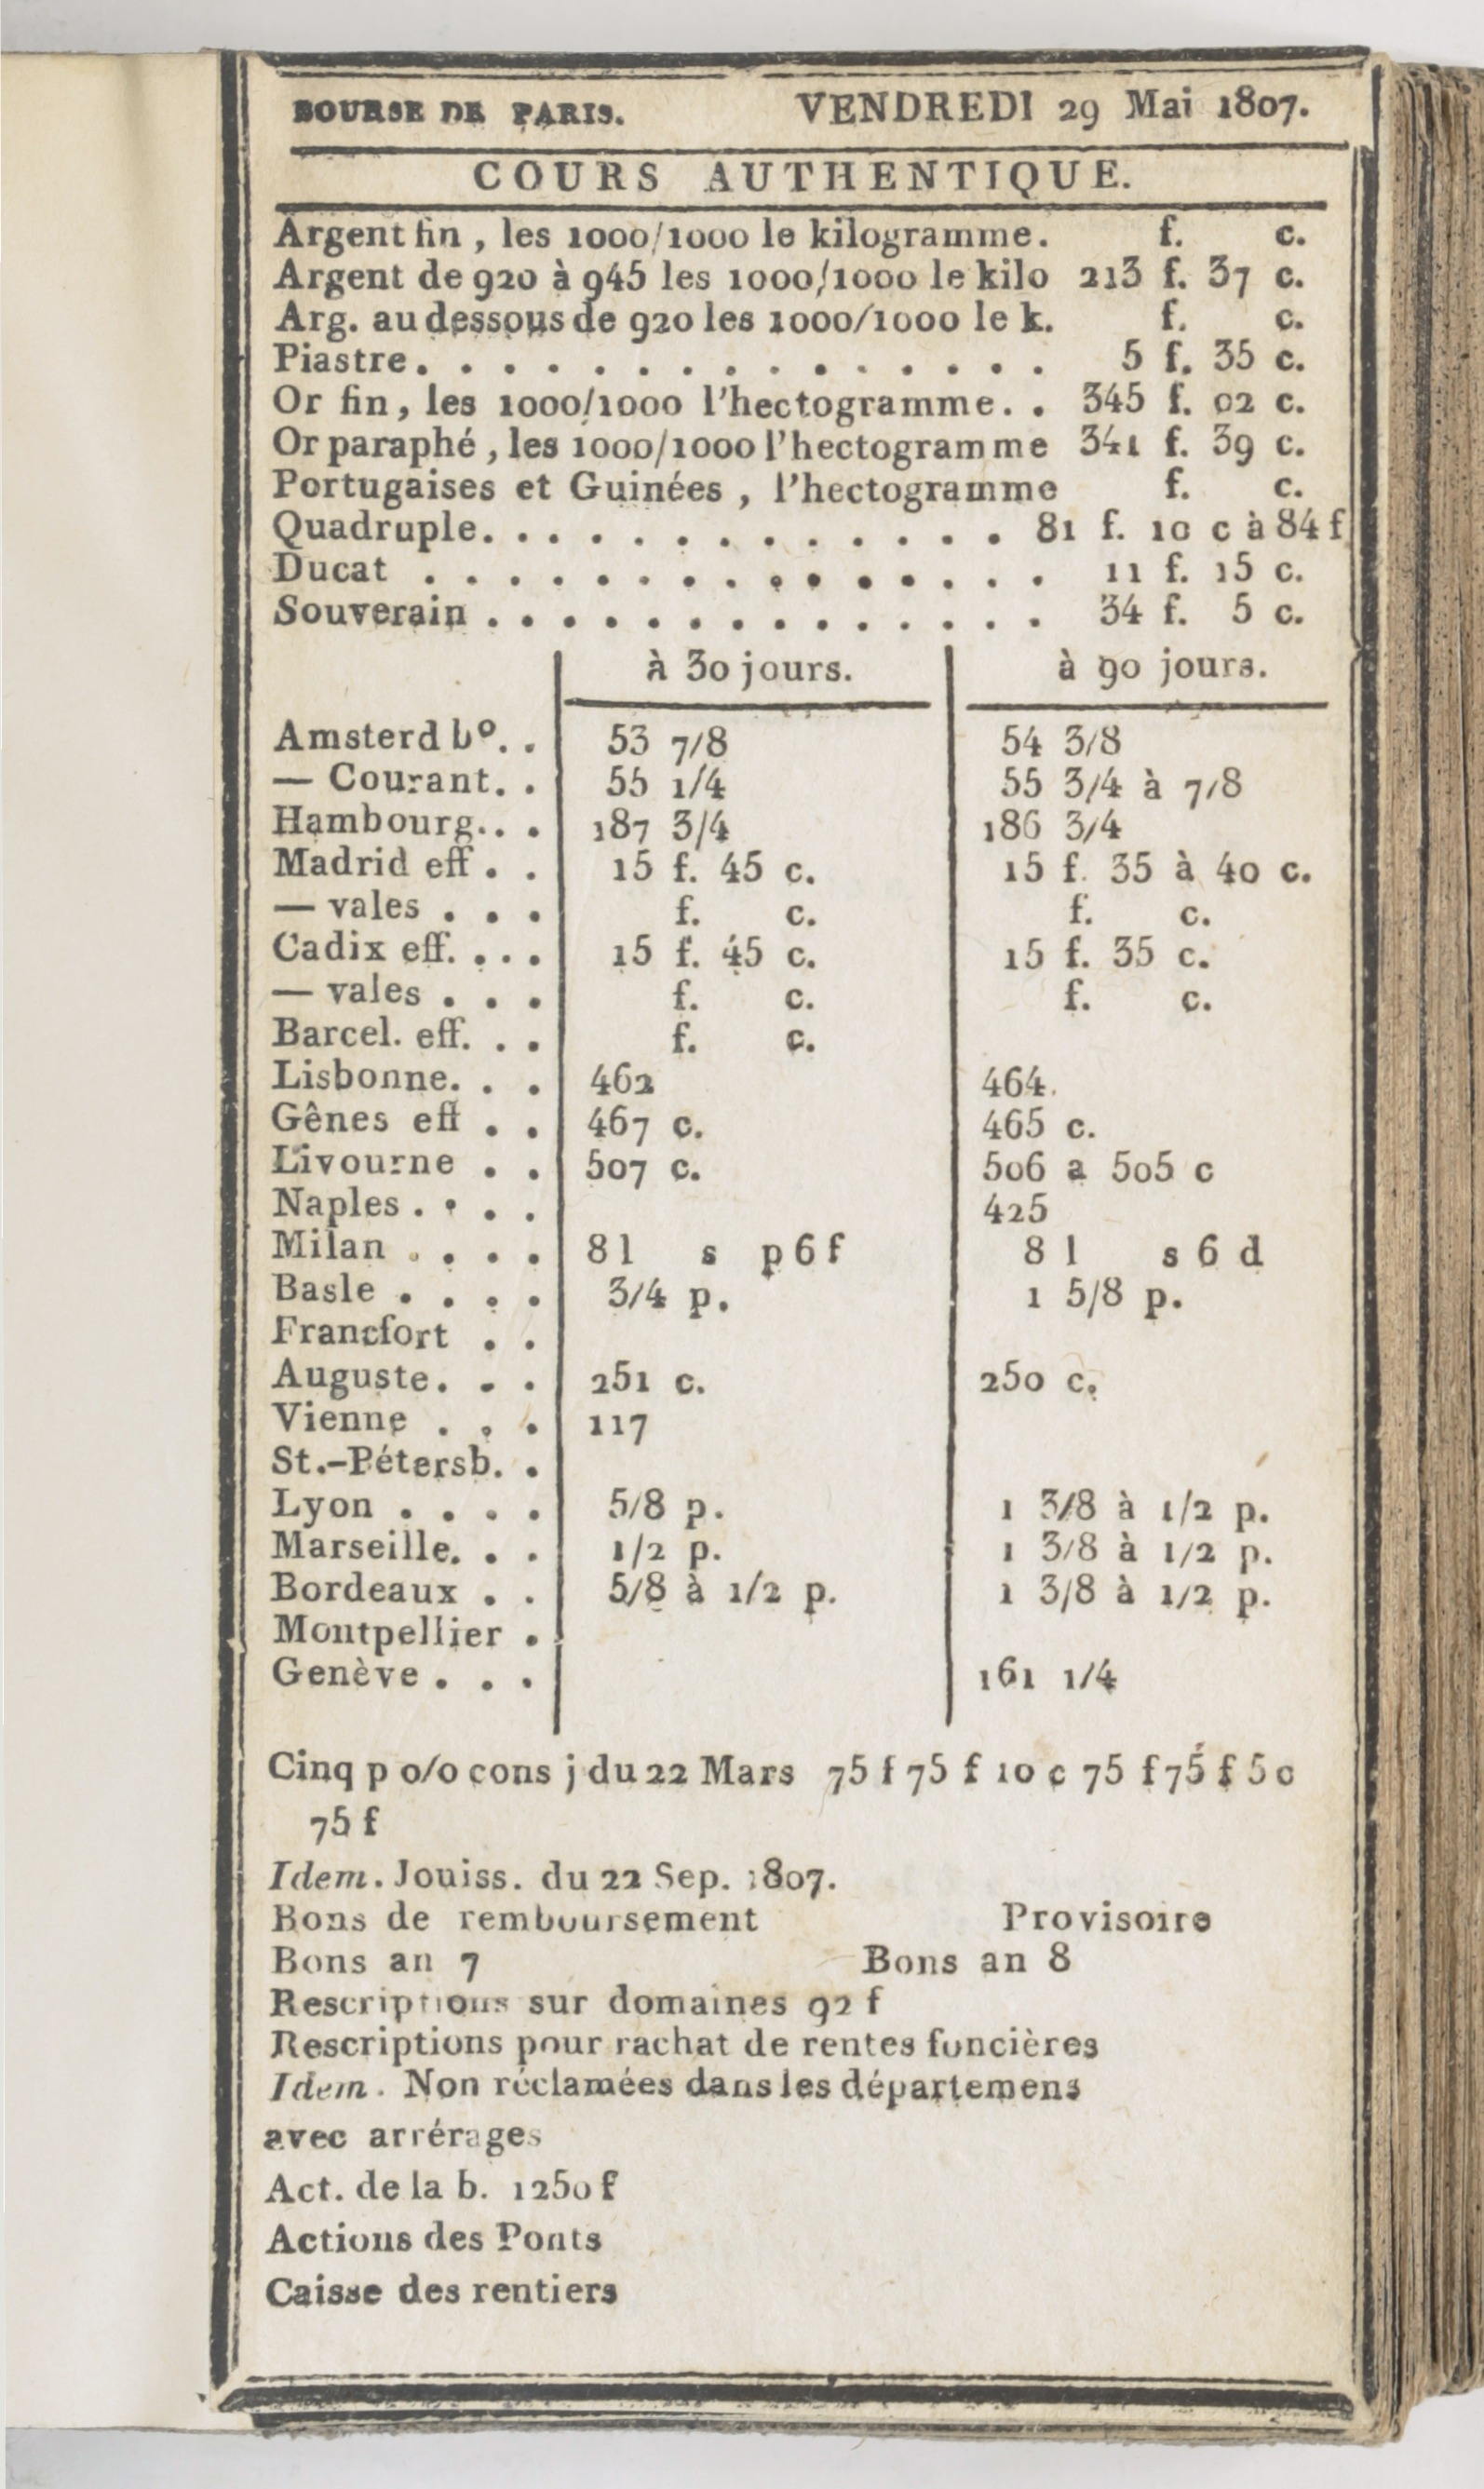 BOURSE DE PARIS. VENDREDI 29 Mai 1807.
COURS AUTHENTIQUE.
Argent fin, les 1000/1000 le kilogramme. f. c.
Argent de 920 à 945 les 1000/1000 le kilo 213 f. 37 c.
Arg. au dessous de 920 les 1000/1000 le k. f. c.
Piastre. . . . . . . . . . . . . . . 5 f. 35 c.
Or fin, les 1000/1000 l'hectogramme. . 345 f. 02 c.
Or paraphé, les 1000/1000 l'hectogramme 341 f. 39 c.
Portugaises et Guinées, l'hectogramme f. c.
Quadruple. . . . . . . . . . . . . 81 f. 10 c à 84 f
Ducat . . . . . . . . . . . . . . . 11 f. 15 c.
Souverain . . . . . . . . . . . . . . 34 f. 5 c.
à 30 jours. à 90 jours.
Amsterd bo. . 53 7/8 54 3/8
— Courant. . 55 1/4 55 3/4 à 7/8
Hambourg. . . 187 3/4 186 3/4
Madrid eff . . 15 f. 45 c. 15 f. 35 à 40 c.
— vales . . . f. c. f. c.
Cadix eff. . . . 15 f. 45 c. 15 f. 35 c.
— vales . . . f. c. f. c.
Barcel. eff. . . f. c.
Lisbonne. . . 462 464.
Gênes eff . . 467 c. 465 c.
Livourne . . 507 c. 506 a 505 c
Naples . . . . 425
Milan . . . . 8 l s p 6 f 8 l s 6 d
Basle . . . . 3/4 p. 1 5/8 p.
Francfort . .
Auguste. . . 251 c. 250 c.
Vienne . . . 117
St.-Pétersb. .
Lyon . . . . 5/8 p. 1 3/8 à 1/2 p.
Marseille. . . 1/2 p. 1 3/8 à 1/2 p.
Bordeaux . . 5/8 à 1/2 p. 1 3/8 à 1/2 p.
Montpellier .
Genève . . . 161 1/4
Cinq p o/o cons j du 22 Mars 75 f 75 f 10 c 75 f 75 f 5 c
75 f
Idem. Jouiss. du 22 Sep. 1807.
Bons de remboursement Provisoire
Bons an 7 Bons an 8
Rescriptions sur domaines 92 f
Rescriptions pour rachat de rentes foncières
Idem. Non réclamées dans les départemens
avec arrérages
Act. de la b. 1250 f
Actions des Ponts
Caisse des rentiers